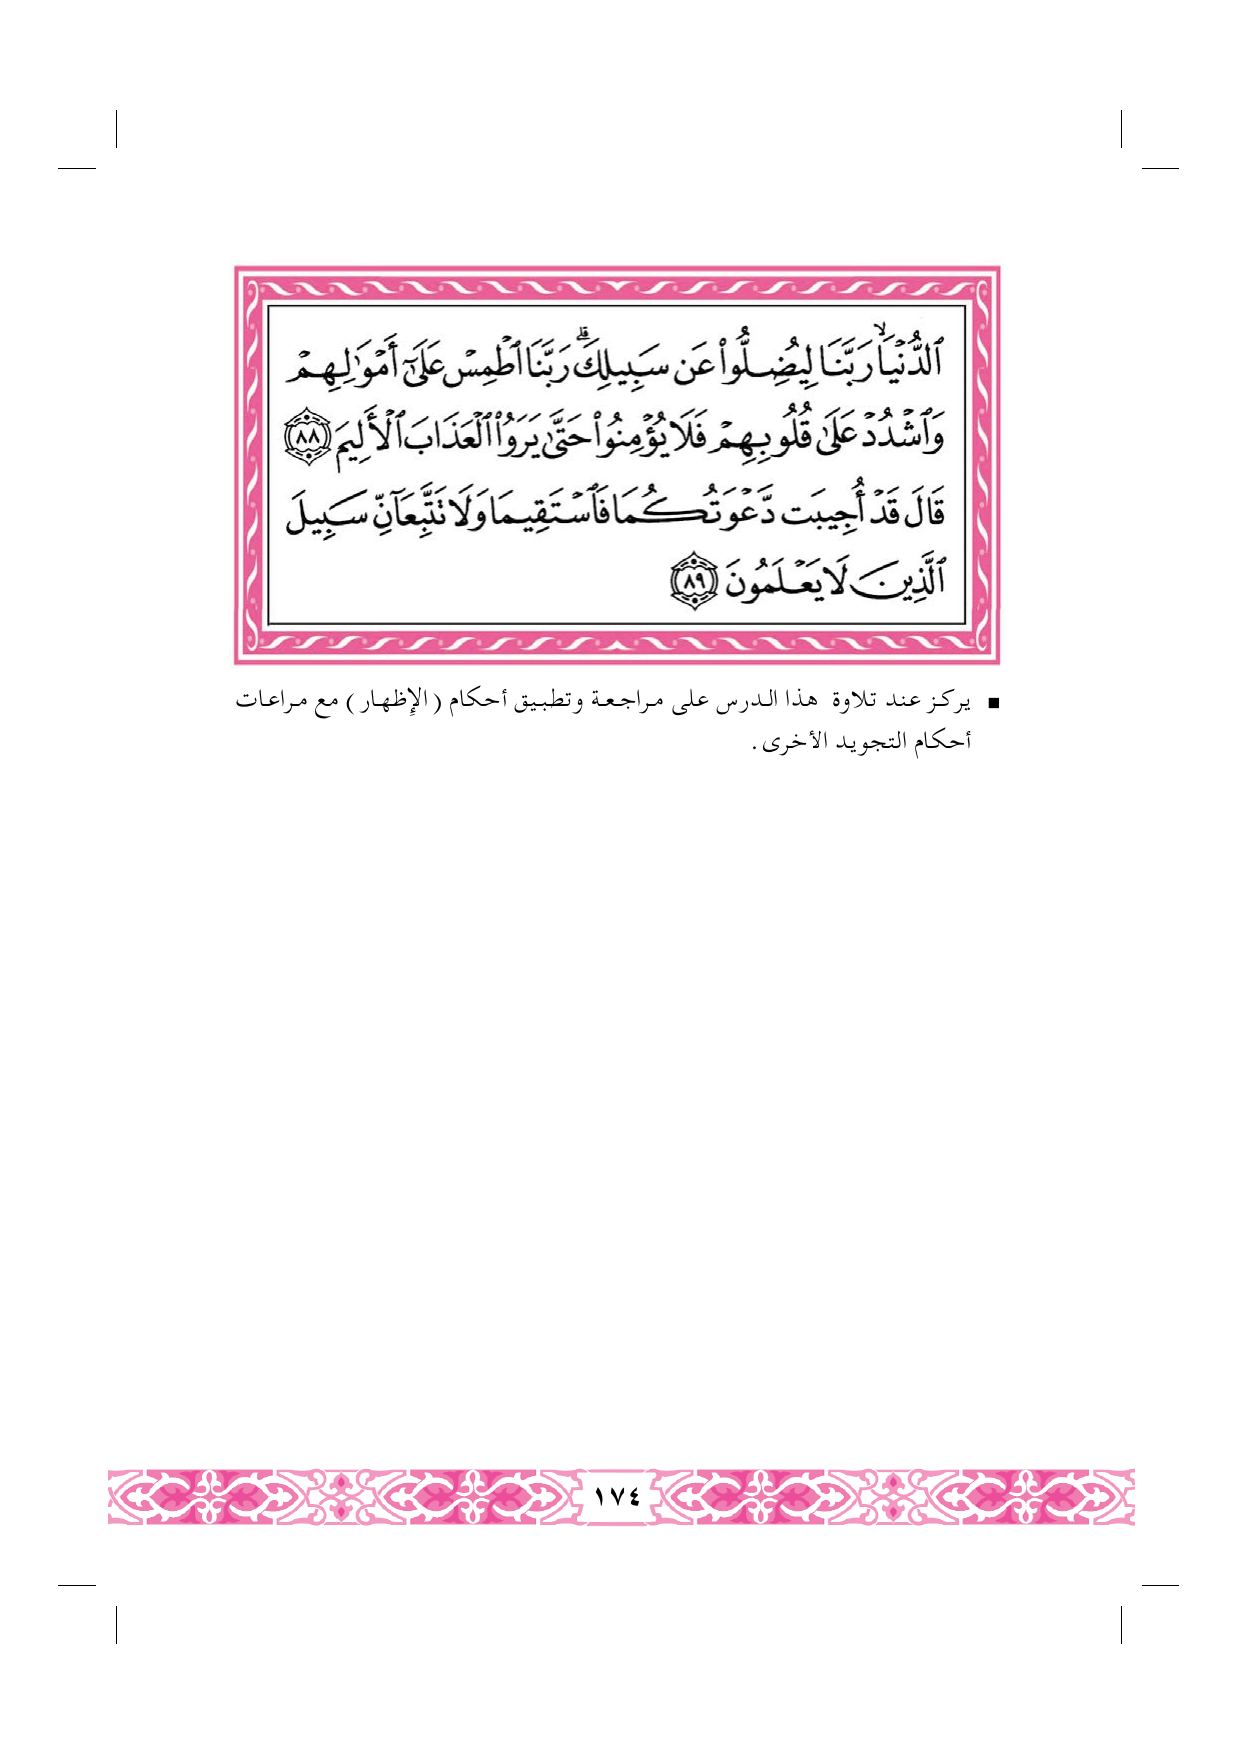 ٱلدُّنۡيَاۙ رَبَّنَا لِيُضِلُّوا۟ عَن سَبِيلِكَۖ رَبَّنَا ٱطۡمِسۡ عَلَىٰٓ أَمۡوَٰلِهِمۡ
وَٱشۡدُدۡ عَلَىٰ قُلُوبِهِمۡ فَلَا يُؤۡمِنُوا۟ حَتَّىٰ يَرَوُا۟ ٱلۡعَذَابَ ٱلۡأَلِيمَ ٨٨
قَالَ قَدۡ أُجِيبَت دَّعۡوَتُكُمَا فَٱسۡتَقِيمَا وَلَا تَتَّبِعَآنِّ سَبِيلَ
ٱلَّذِينَ لَا يَعۡلَمُونَ ٨٩
▪ يركز عند تلاوة هذا الدرس على مراجعة وتطبيق أحكام (الإظهار) مع مراعات
أحكام التجويد الأخرى.
١٧٤